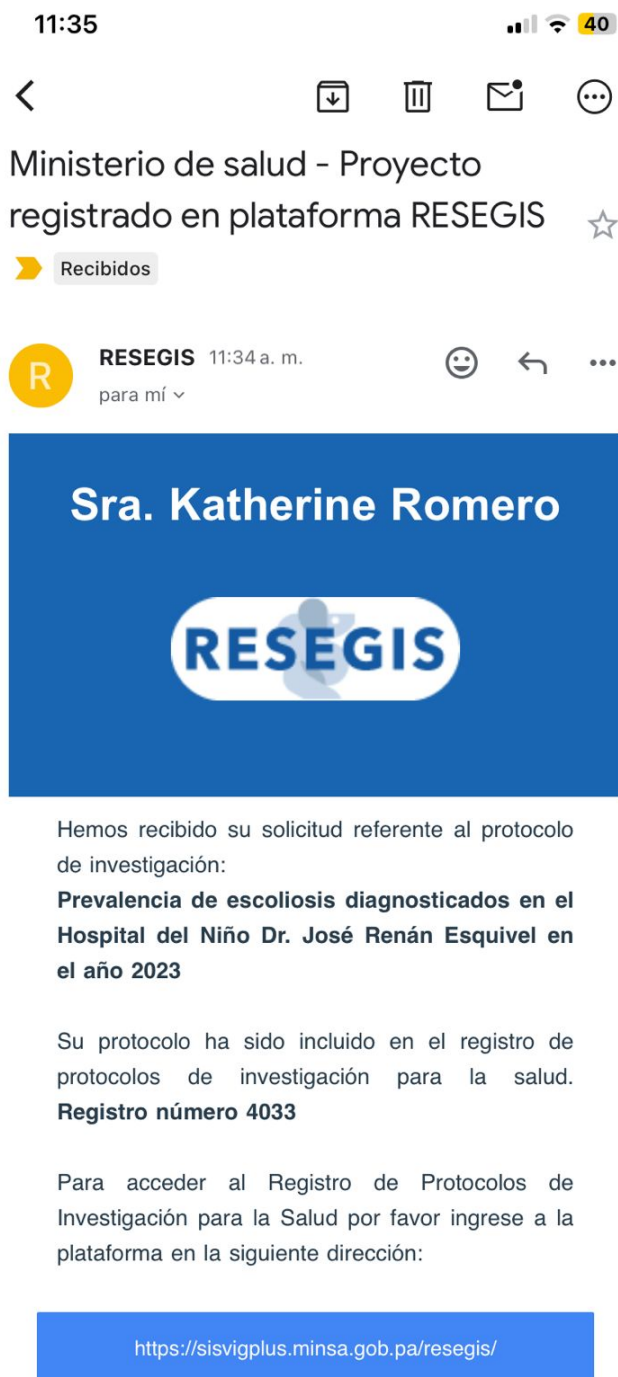 11:35
40
Ministerio de salud - Proyecto
registrado en plataforma RESEGIS
Recibidos
R
RESEGIS 11:34 a. m.
para mí
Sra. Katherine Romero
RESEGIS
Hemos recibido su solicitud referente al protocolo
de investigación:
Prevalencia de escoliosis diagnosticados en el
Hospital del Niño Dr. José Renán Esquivel en
el año 2023
Su protocolo ha sido incluido en el registro de
protocolos de investigación para la salud.
Registro número 4033
Para acceder al Registro de Protocolos de
Investigación para la Salud por favor ingrese a la
plataforma en la siguiente dirección:
https://sisvigplus.minsa.gob.pa/resegis/